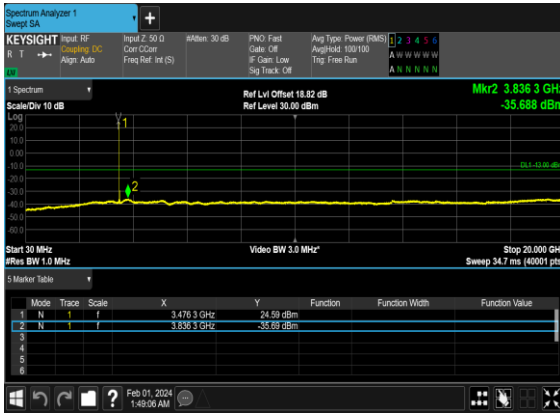 Spectrum Analyzer 1
Swept SA
KEYSIGHT Input: RF Input Z: 50 Ω #Atten: 30 dB PNO: Fast Avg Type: Power (RMS) 1 2 3 4 5 6
R T Coupling: DC Corr CCorr Gate: Off Avg|Hold: 100/100 A W W W W W
Align: Auto Freq Ref: Int (S) IF Gain: Low Trig: Free Run
Sig Track: Off A N N N N N
1 Spectrum
Scale/Div 10 dB
Ref Lvl Offset 18.82 dB
Ref Level 30.00 dBm
Mkr2 3.836 3 GHz
-35.688 dBm
Log
20.0
10.0
0.00
-10.0
-20.0
-30.0
-40.0
-50.0
-60.0
1
2
DL1 -13.00 dBm
Start 30 MHz Video BW 3.0 MHz* Stop 20.000 GH
#Res BW 1.0 MHz Sweep 34.7 ms (40001 pts
5 Marker Table
Mode Trace Scale X Y Function Function Width Function Value
1 N 1 f 3.476 3 GHz 24.59 dBm
2 N 1 f 3.836 3 GHz -35.69 dBm
3
4
5
6
Feb 01, 2024
1:49:06 AM